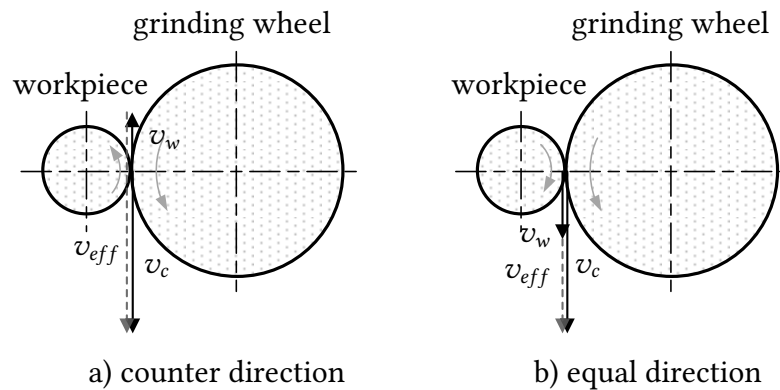 grinding wheel
workpiece
v_w
v_eff
v_c
a) counter direction
grinding wheel
workpiece
v_w
v_eff
v_c
b) equal direction